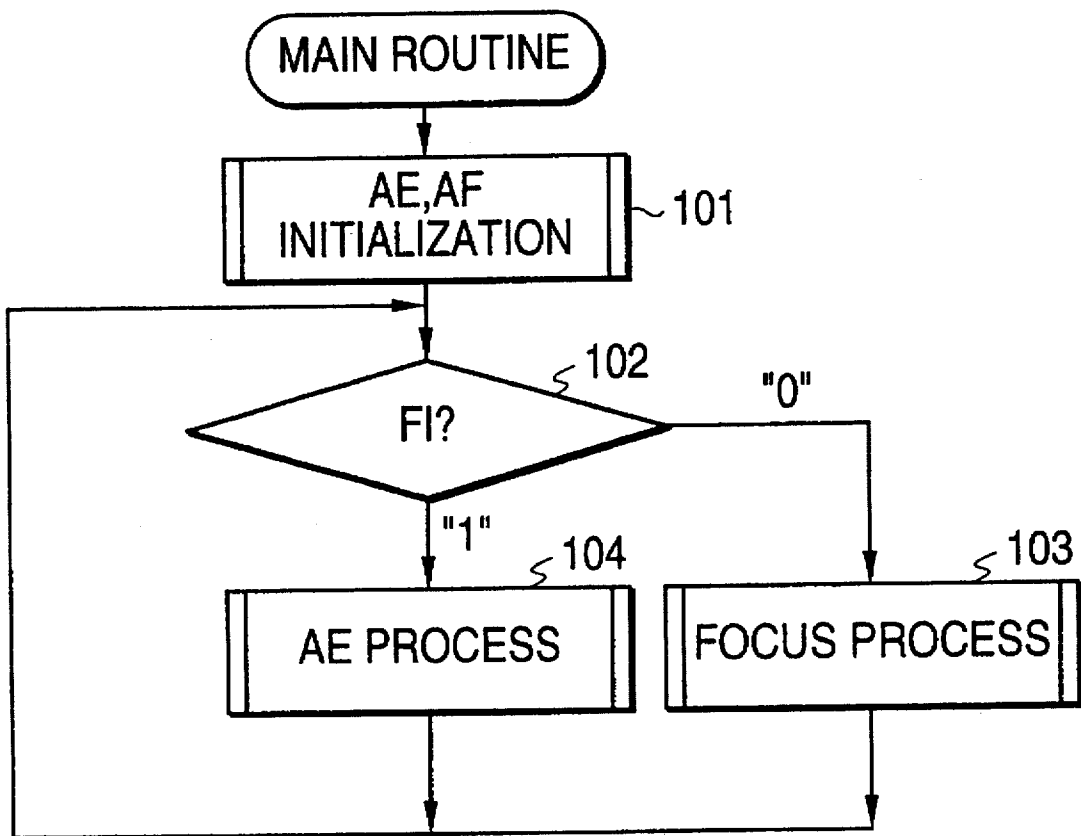 MAIN ROUTINE
AE,AF
INITIALIZATION
101
102
FI?
"0"
"1"
104
103
AE PROCESS
FOCUS PROCESS